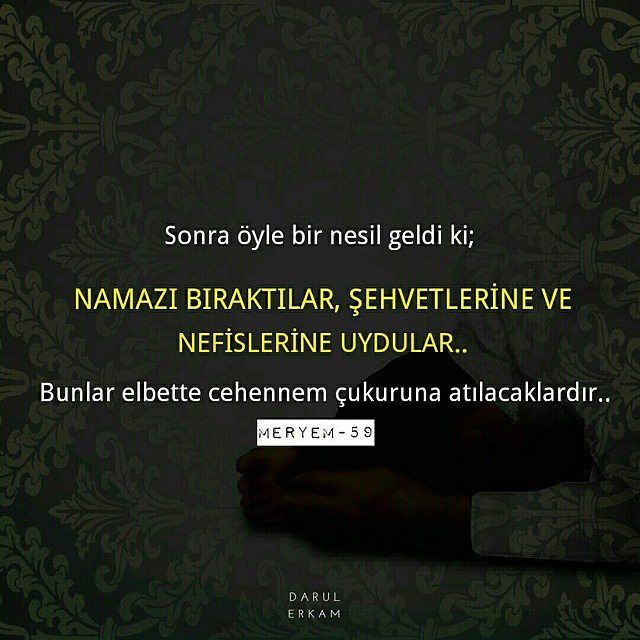 Sonra öyle bir nesil geldi ki;
NAMAZI BIRAKTILAR, ŞEHVETLERİNE VE
NEFİSLERİNE UYDULAR..
Bunlar elbette cehennem çukuruna atılacaklardır..
MERYEM-59
DARUL
ERKAM